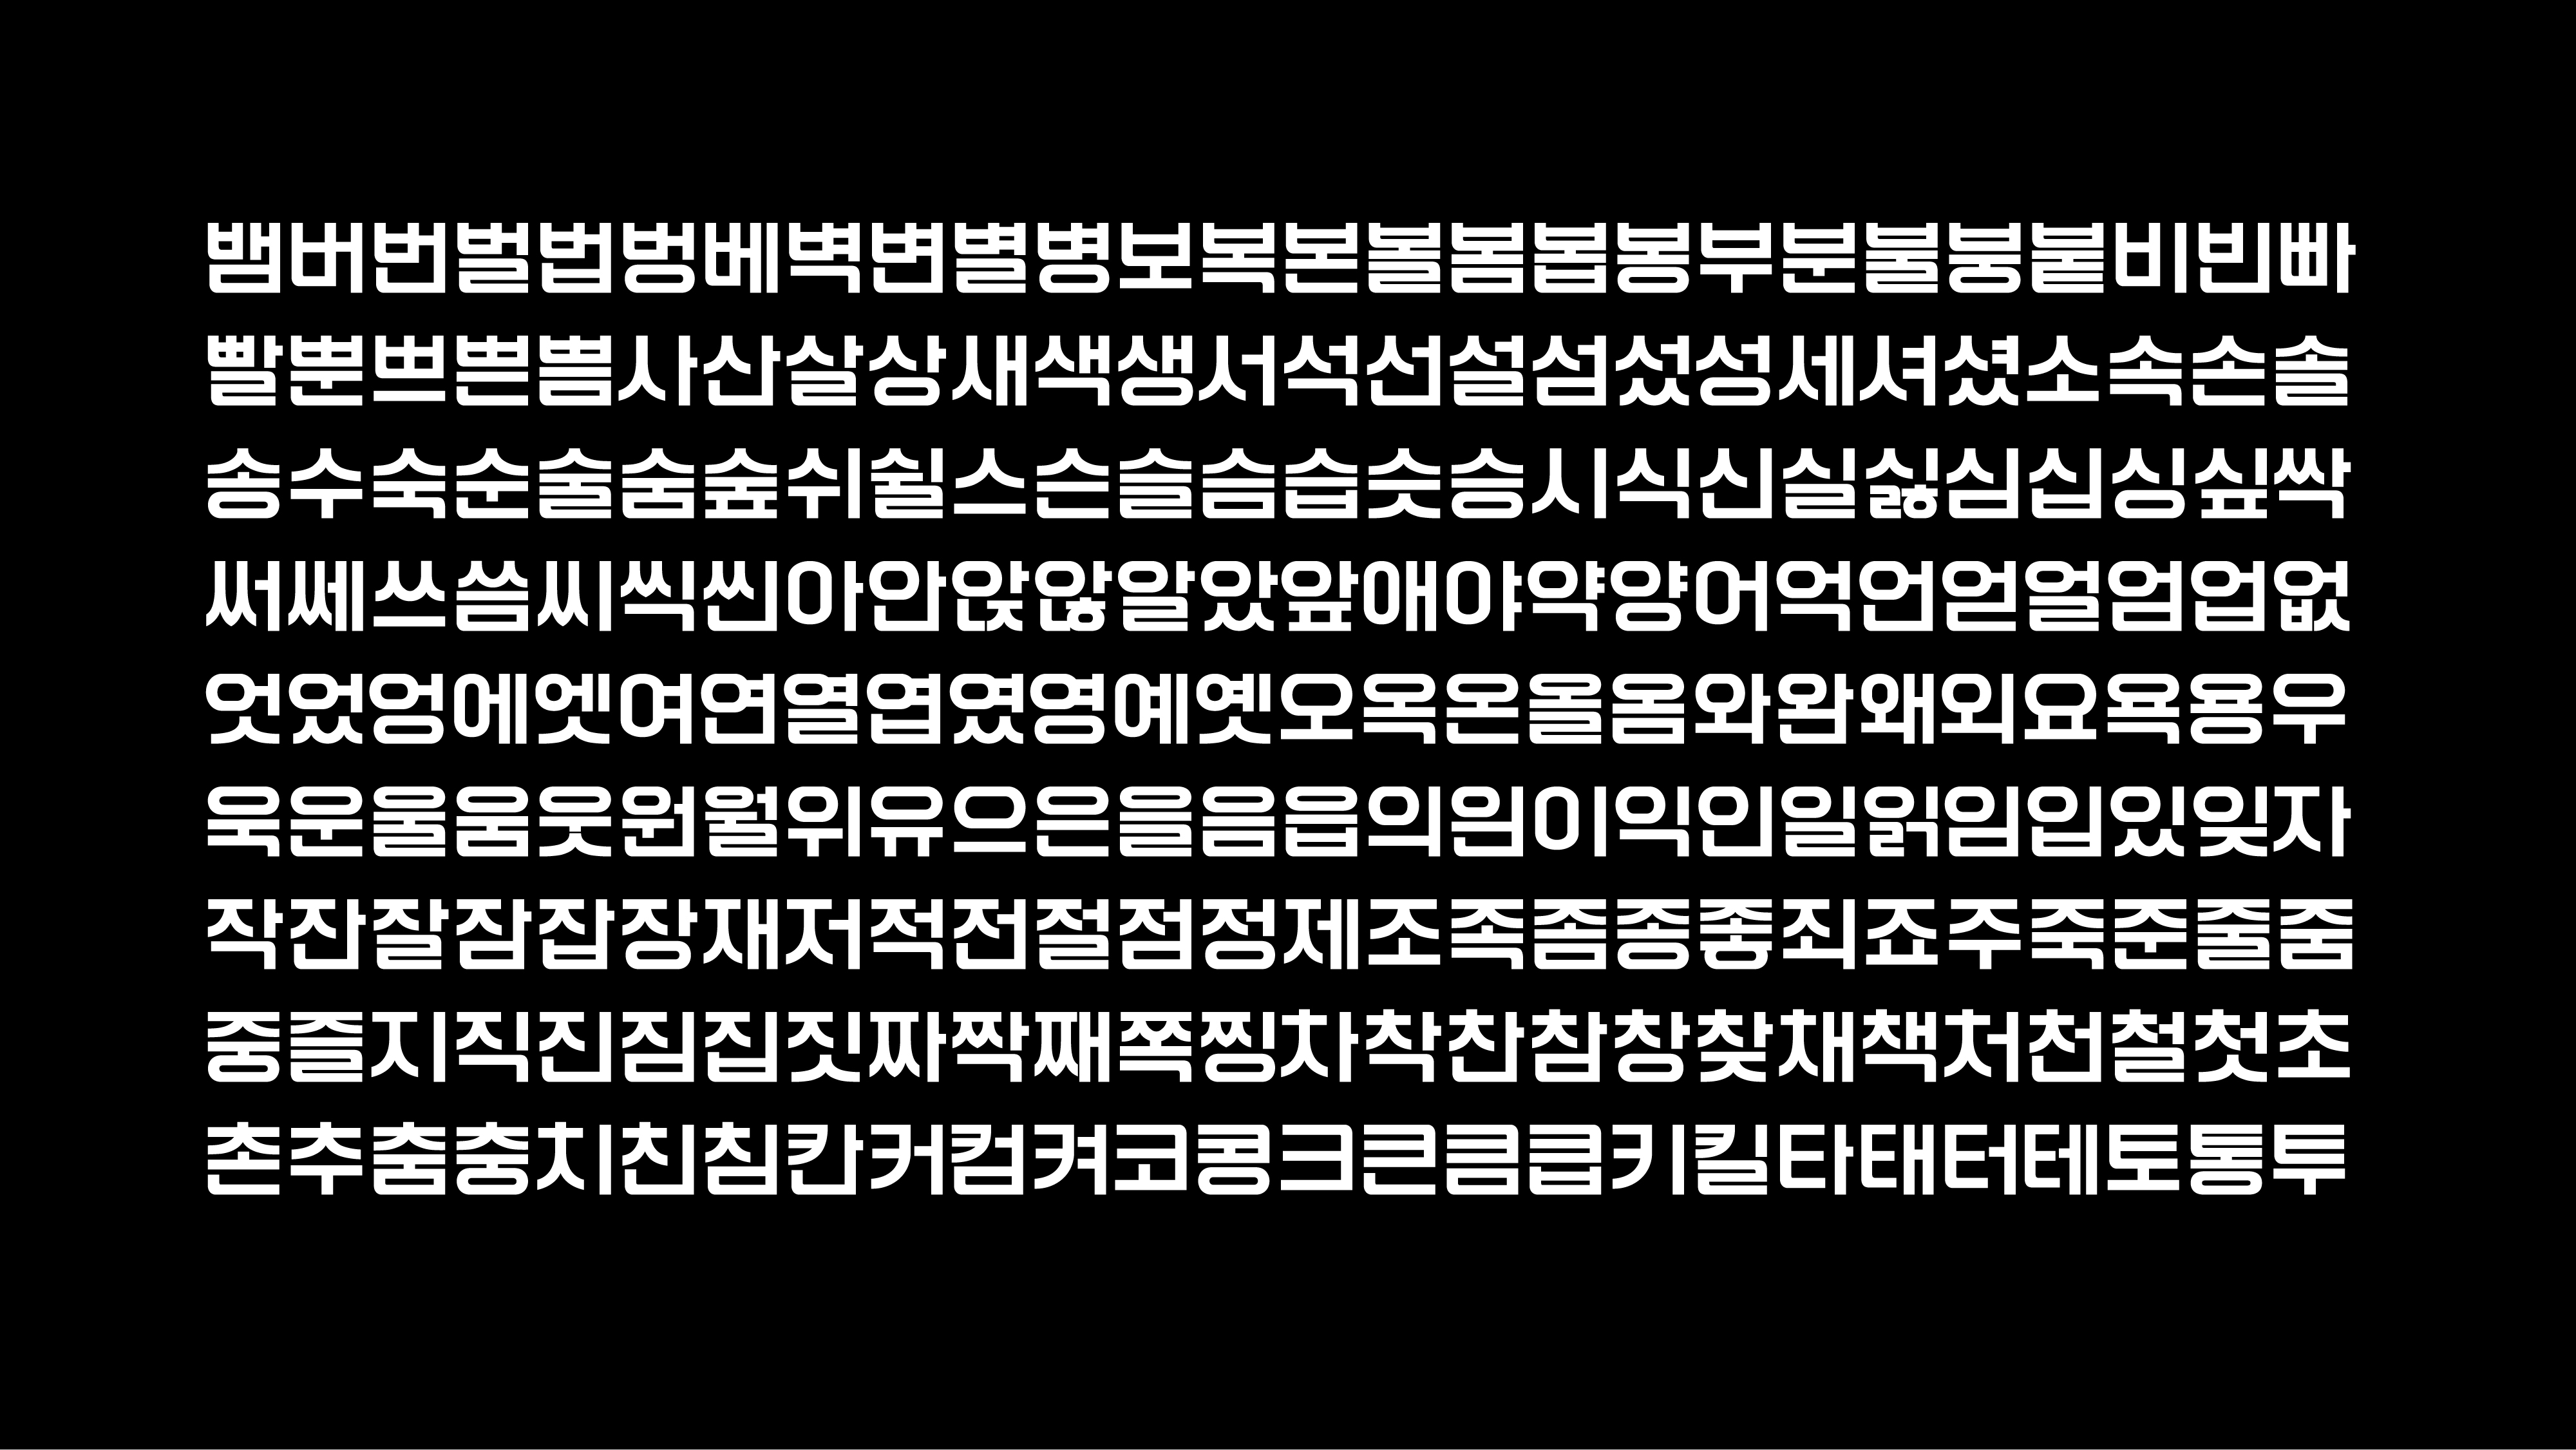 뱀버번벌법벙베벽변별병보복본볼봄봅봉부분불붕붙비빈빠
빨뿐쁘쁜쁠사산살상새색생서석선설섬섰성세셔셨소속손솔
송수숙순술숨숲쉬쉴스슨슬슴습슷승시식신실싫심십싱싶싹
써쎄쓰씀씨씩씬아안앉않알았앞애야약양어억언얻얼엄업없
엇었엉에엣여연열엽였영예옛오옥온올옴와왑왜외요욕용우
욱운울움웃원월위유으은을음읍의읜이익인일읽임입있잊자
작잔잘잠잡장재저적전절점정제조족좀종좋죄죠주죽준줄줌
중즐지직진짐집짓짜짝째쪽찡차착찬참창찾채책처천철첫초
촌추춤충치친침칸커컴켜코콩크큰큼큽키킬타태터테토통투